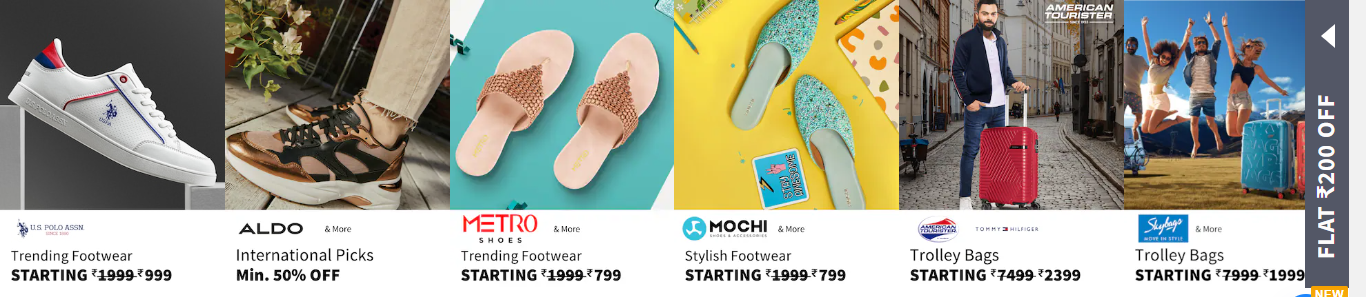 AMERICAN
TOURISTER
U.S. POLO ASSN
Trending Footwear
STARTING ₹1999 ₹999
ALDO & More
International Picks
Min. 50% OFF
METRO
SHOES
& More
Trending Footwear
STARTING ₹1999 ₹799
MOCHI & More
SHOES & ACCESSORIES
Stylish Footwear
STARTING ₹1999 ₹799
AMERICAN
TOURISTER
TOMMY HILFIGER
Trolley Bags
STARTING ₹7499 ₹2399
Skybags & More
MOVE IN STYLE
Trolley Bags
STARTING ₹7999 ₹1999
FLAT ₹200 OFF
NEW